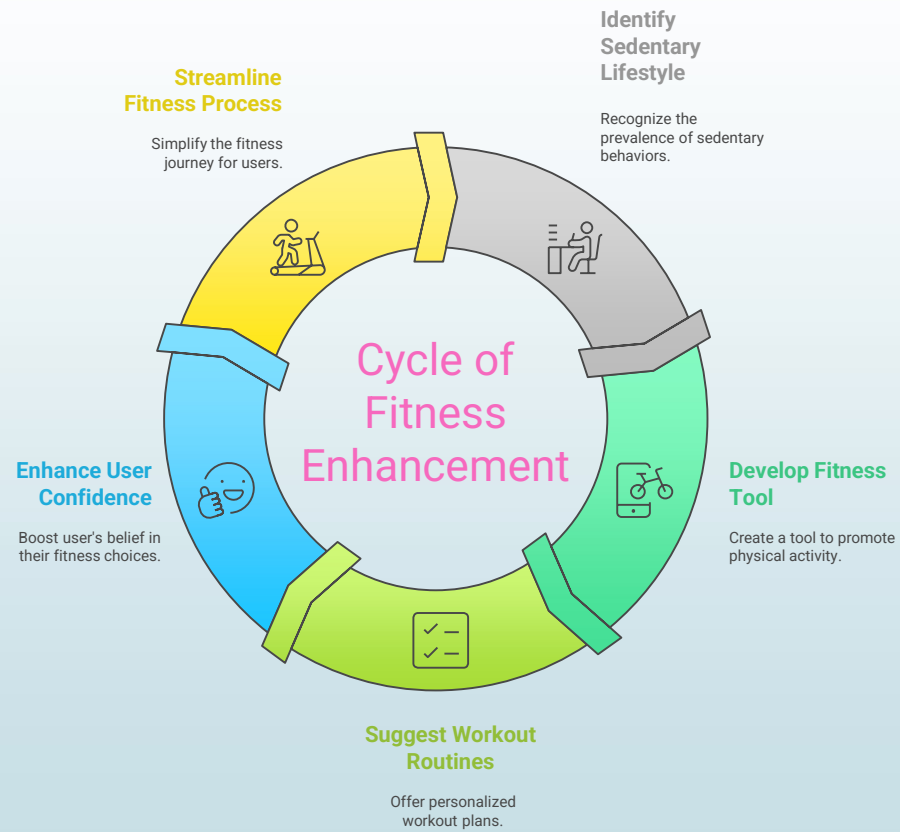 Identify
Sedentary
Lifestyle
Recognize the
prevalence of sedentary
behaviors.
Streamline
Fitness Process
Simplify the fitness
journey for users.
Cycle of
Fitness
Enhancement
Enhance User
Confidence
Boost user's belief in
their fitness choices.
Develop Fitness
Tool
Create a tool to promote
physical activity.
Suggest Workout
Routines
Offer personalized
workout plans.